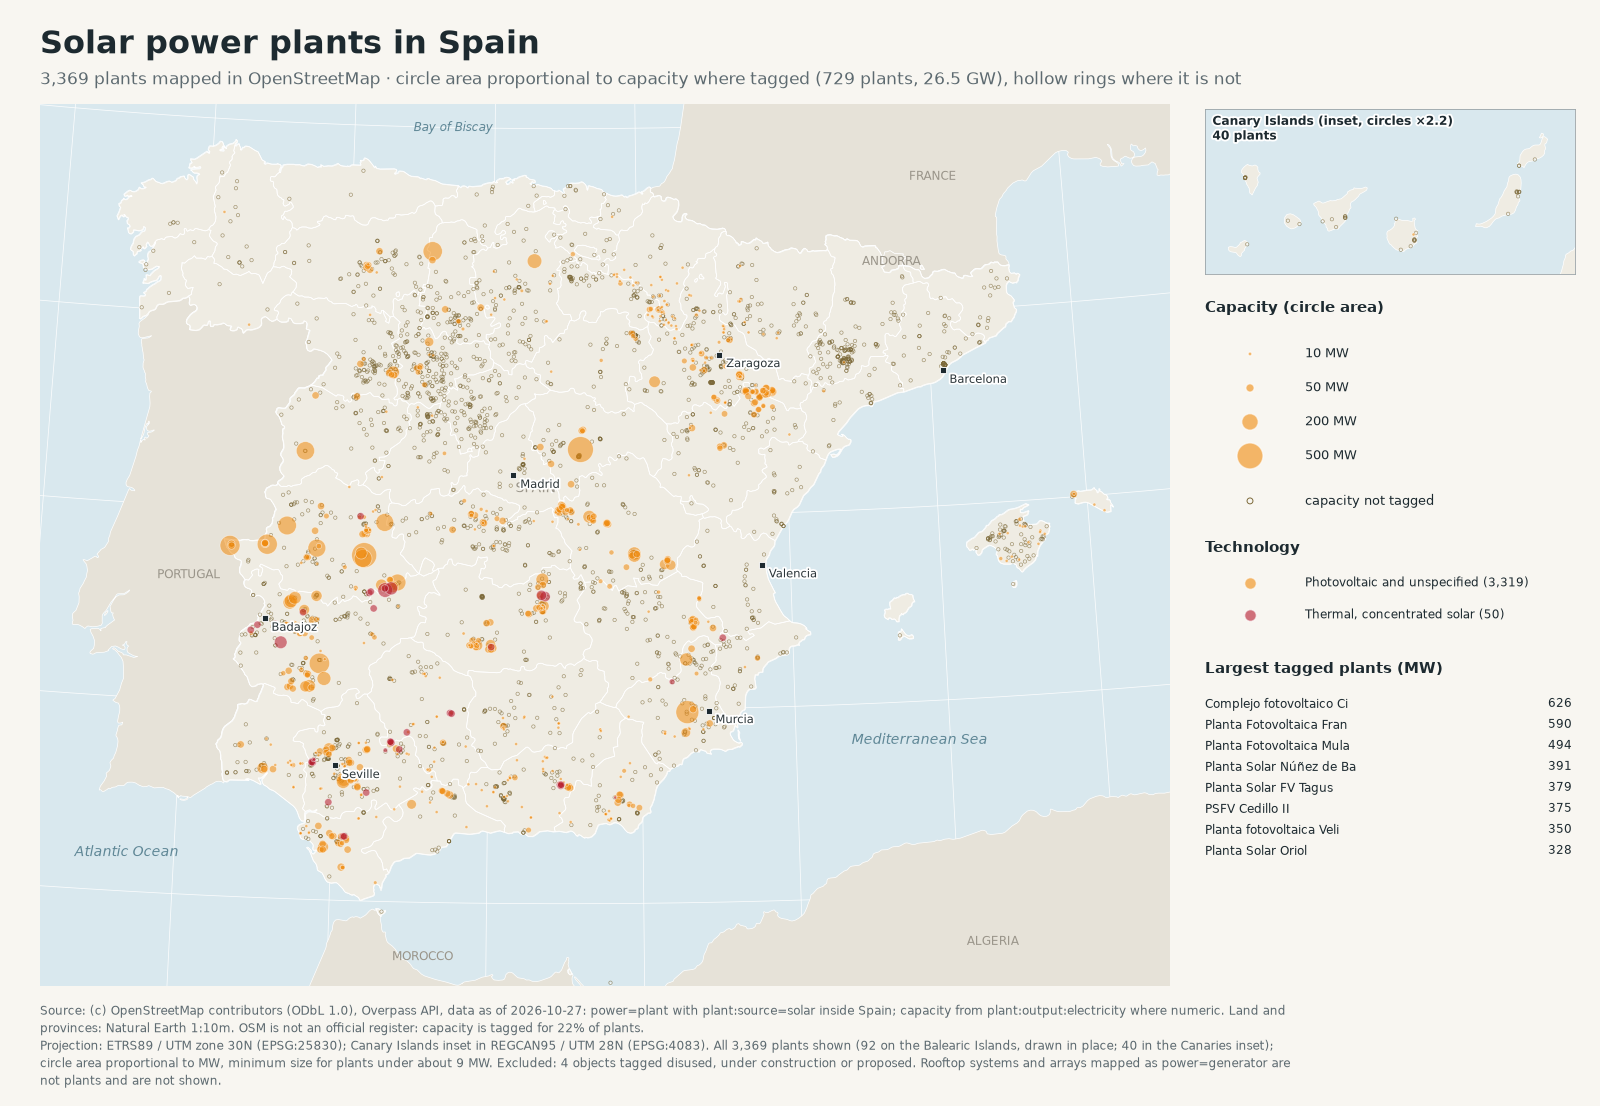 Solar power plants in Spain
3,369 plants mapped in OpenStreetMap · circle area proportional to capacity where tagged (729 plants, 26.5 GW), hollow rings where it is not
Bay of Biscay
FRANCE
ANDORRA
Zaragoza
Barcelona
Madrid
SPAIN
PORTUGAL
Valencia
Badajoz
Murcia
Mediterranean Sea
Seville
Atlantic Ocean
MOROCCO
ALGERIA
Canary Islands (inset, circles ×2.2)
40 plants
Capacity (circle area)
10 MW
50 MW
200 MW
500 MW
capacity not tagged
Technology
Photovoltaic and unspecified (3,319)
Thermal, concentrated solar (50)
Largest tagged plants (MW)
Complejo fotovoltaico Ci 626
Planta Fotovoltaica Fran 590
Planta Fotovoltaica Mula 494
Planta Solar Núñez de Ba 391
Planta Solar FV Tagus 379
PSFV Cedillo II 375
Planta fotovoltaica Veli 350
Planta Solar Oriol 328
Source: (c) OpenStreetMap contributors (ODbL 1.0), Overpass API, data as of 2026-10-27: power=plant with plant:source=solar inside Spain; capacity from plant:output:electricity where numeric. Land and
provinces: Natural Earth 1:10m. OSM is not an official register: capacity is tagged for 22% of plants.
Projection: ETRS89 / UTM zone 30N (EPSG:25830); Canary Islands inset in REGCAN95 / UTM 28N (EPSG:4083). All 3,369 plants shown (92 on the Balearic Islands, drawn in place; 40 in the Canaries inset);
circle area proportional to MW, minimum size for plants under about 9 MW. Excluded: 4 objects tagged disused, under construction or proposed. Rooftop systems and arrays mapped as power=generator are
not plants and are not shown.